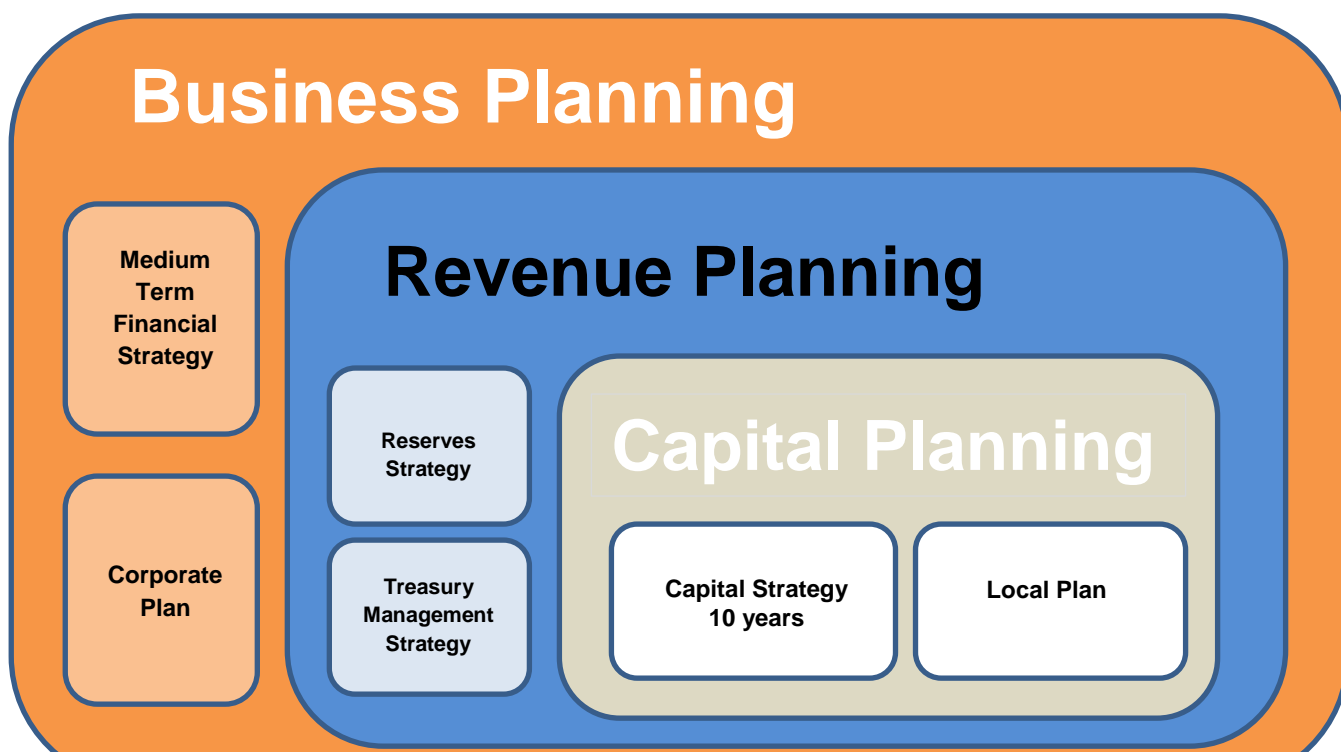 Business Planning
Medium
Term
Financial
Strategy
Corporate
Plan
Revenue Planning
Reserves
Strategy
Treasury
Management
Strategy
Capital Planning
Capital Strategy
10 years
Local Plan